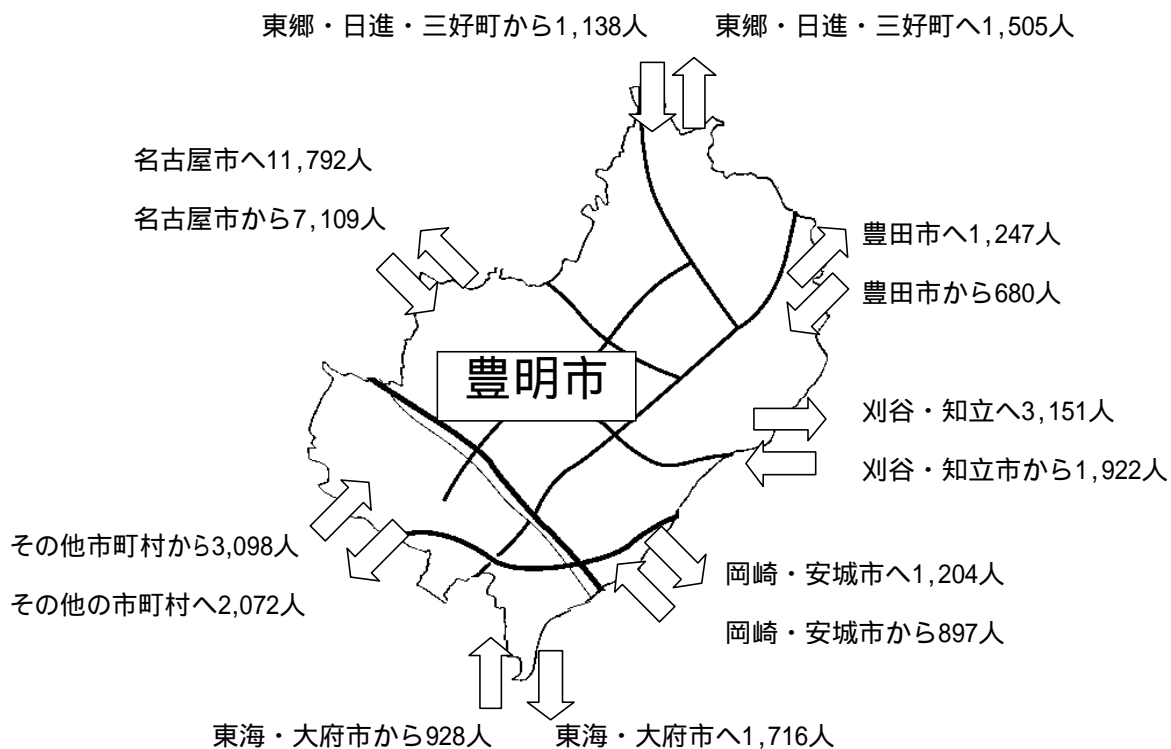 東郷・日進・三好町から1,138人
東郷・日進・三好町へ1,505人
名古屋市へ11,792人
名古屋市から7,109人
豊田市へ1,247人
豊田市から680人
豊明市
刈谷・知立へ3,151人
刈谷・知立市から1,922人
その他市町村から3,098人
その他の市町村へ2,072人
岡崎・安城市へ1,204人
岡崎・安城市から897人
東海・大府市から928人
東海・大府市へ1,716人